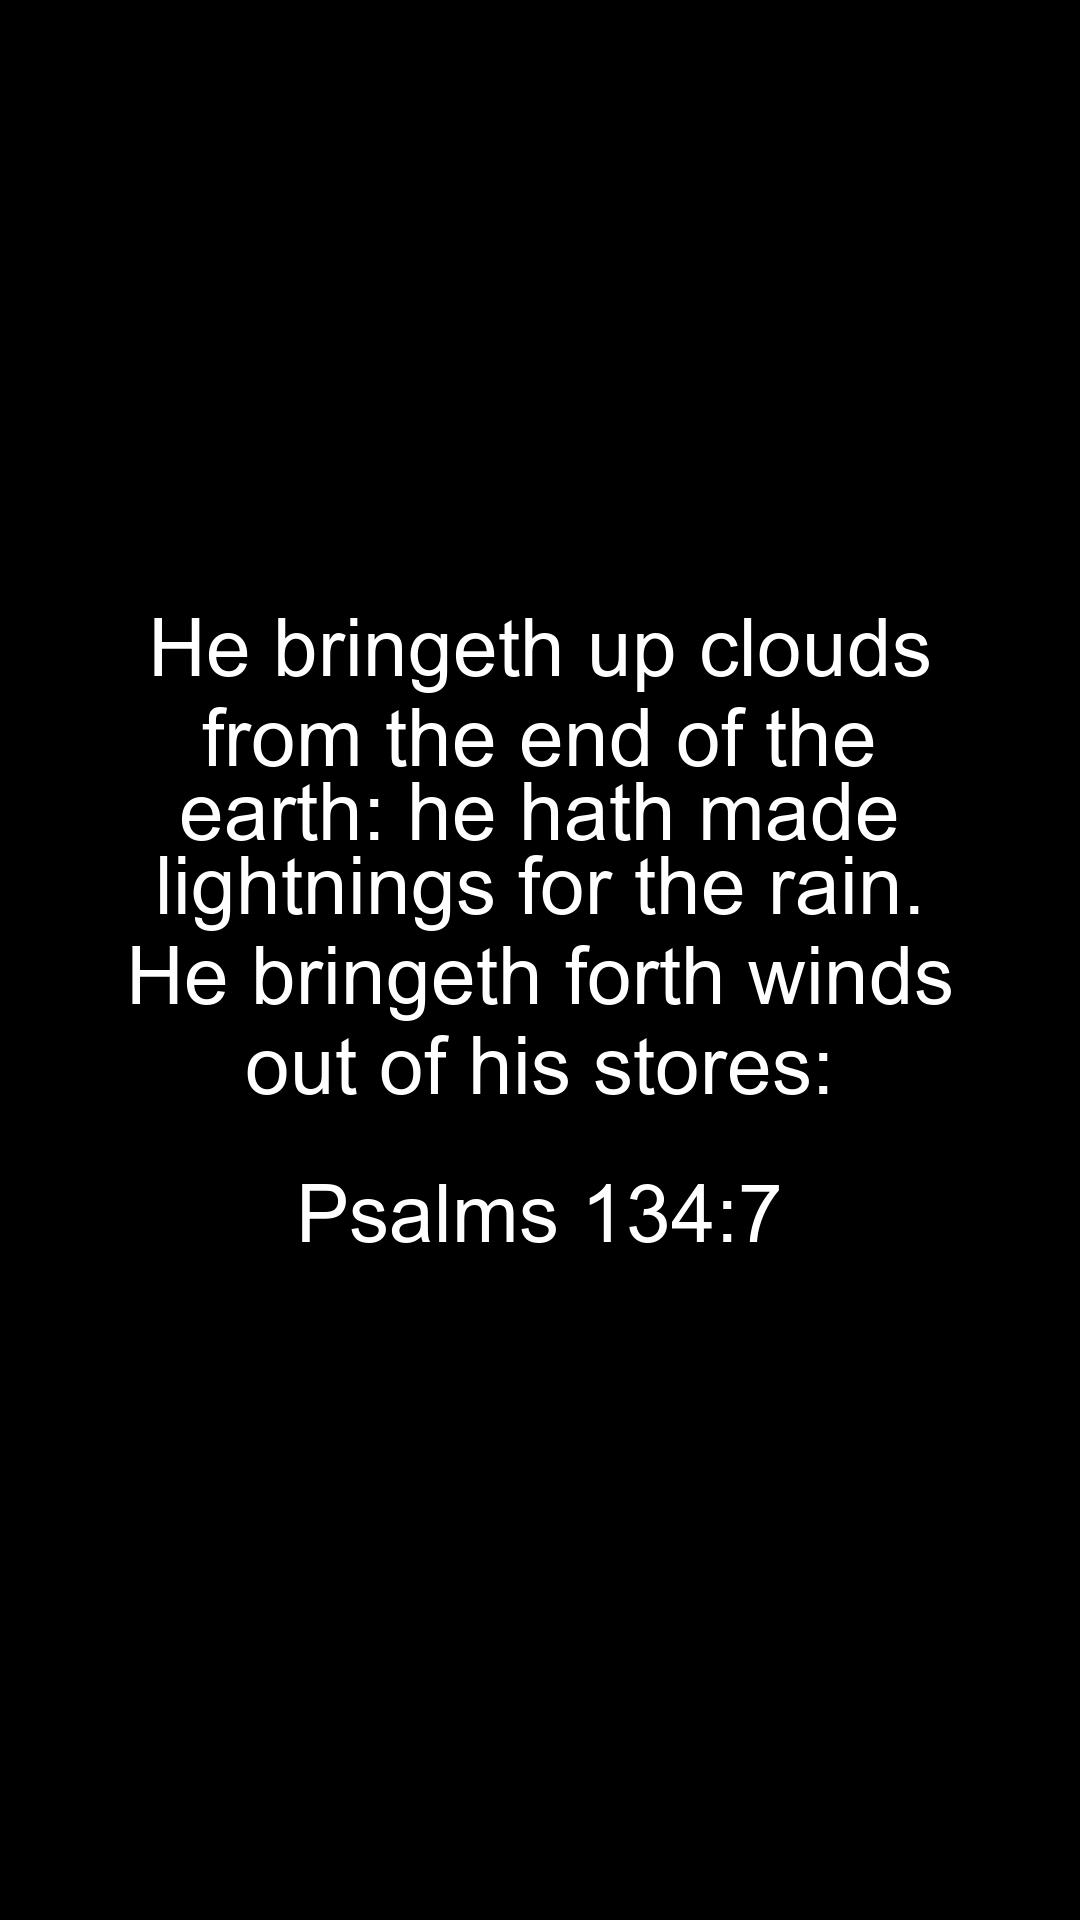 He bringeth up clouds
from the end of the
earth: he hath made
lightnings for the rain.
He bringeth forth winds
out of his stores:
Psalms 134:7